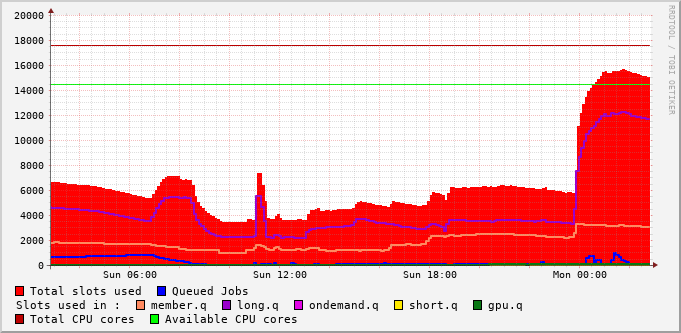 20000
18000
16000
14000
12000
10000
8000
6000
4000
2000
0
Sun 06:00 Sun 12:00 Sun 18:00 Mon 00:00
Total slots used Queued Jobs
Slots used in : member.q long.q ondemand.q short.q gpu.q
Total CPU cores Available CPU cores
RRDTOOL / TOBI OETIKER